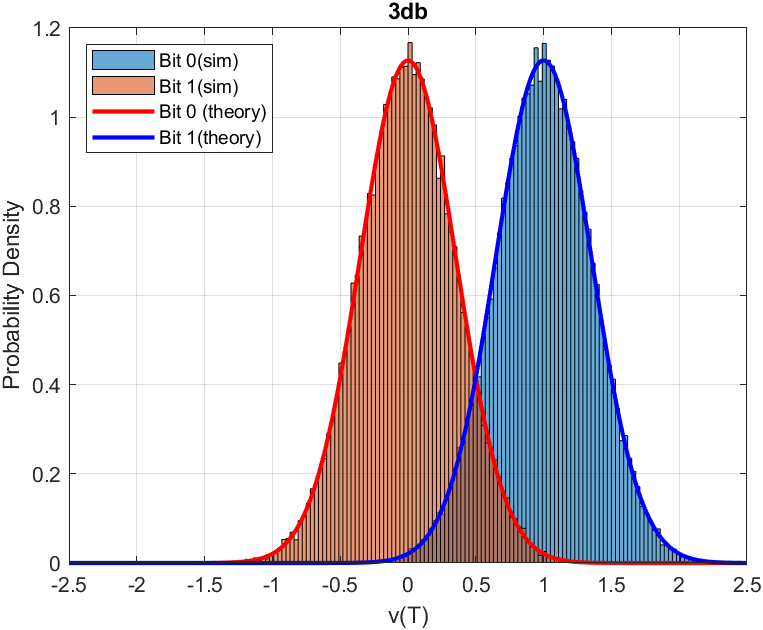 3db
Bit 0(sim)
Bit 1(sim)
Bit 0 (theory)
Bit 1(theory)
Probability Density
1.2
1
0.8
0.6
0.4
0.2
0
-2.5 -2 -1.5 -1 -0.5 0 0.5 1 1.5 2 2.5
v(T)